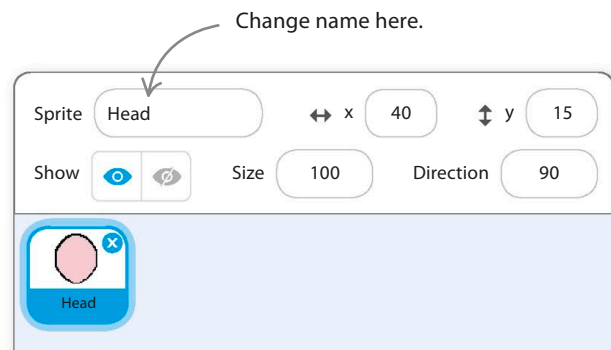 Change name here.
Sprite Head x 40 y 15
Show Size 100 Direction 90
Head